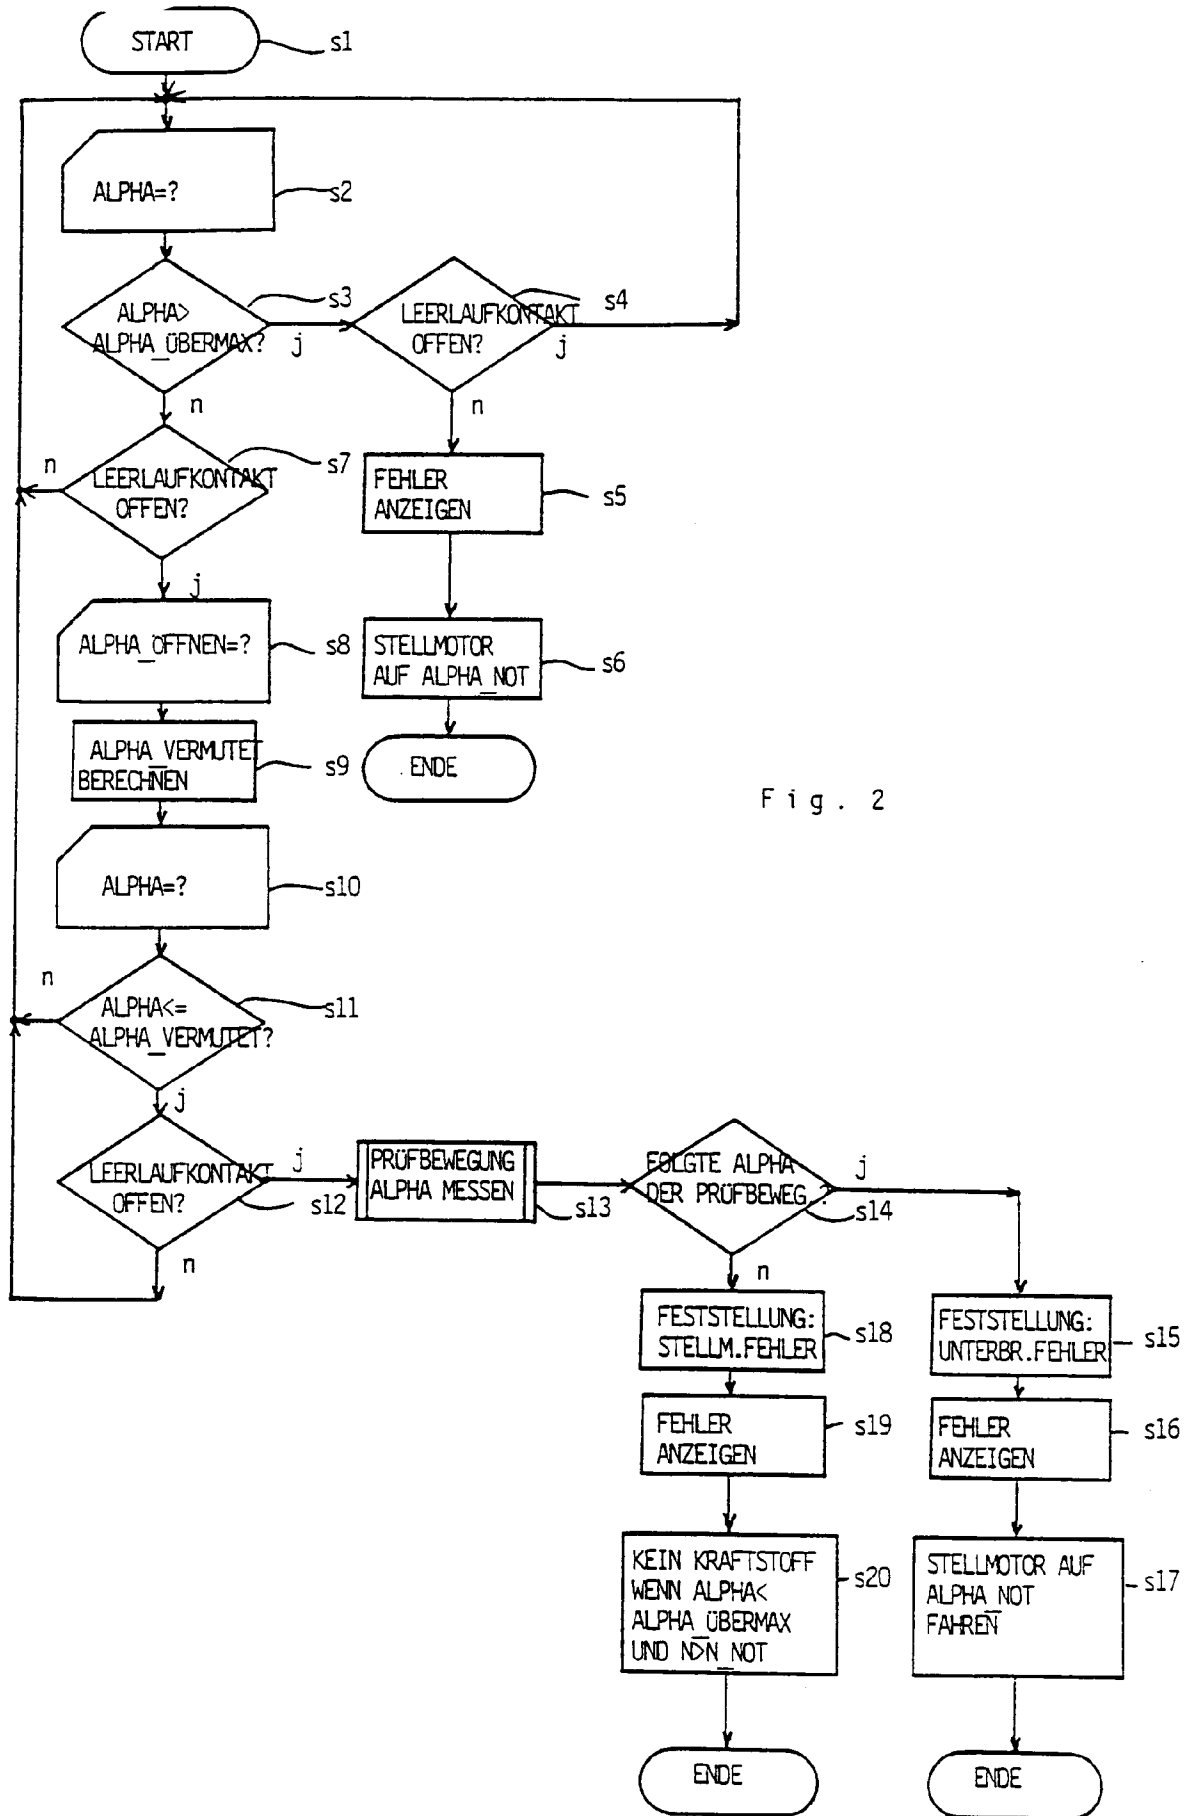 START
s1
ALPHA=?
s2
ALPHA>
ALPHA_ÜBERMAX?
s3
j
n
LEERLAUFKONTAKT
OFFEN?
s4
j
n
LEERLAUFKONTAKT
OFFEN?
s7
n
j
FEHLER
ANZEIGEN
s5
ALPHA_ÖFFNEN=?
s8
STELLMOTOR
AUF ALPHA_NOT
s6
ALPHA_VERMUTET
BERECHNEN
s9
ENDE
Fig. 2
ALPHA=?
s10
n
ALPHA<=
ALPHA_VERMUTET?
s11
j
LEERLAUFKONTAKT
OFFEN?
s12
j
n
PRÜFBEWEGUNG
ALPHA MESSEN
s13
FOLGTE ALPHA
DER PRÜFBEWEG.
s14
j
n
FESTSTELLUNG:
STELLM.FEHLER
s18
FESTSTELLUNG:
UNTERBR.FEHLER
s15
FEHLER
ANZEIGEN
s19
FEHLER
ANZEIGEN
s16
KEIN KRAFTSTOFF
WENN ALPHA<
ALPHA_ÜBERMAX
UND N>N_NOT
s20
STELLMOTOR AUF
ALPHA_NOT
FAHREN
s17
ENDE
ENDE